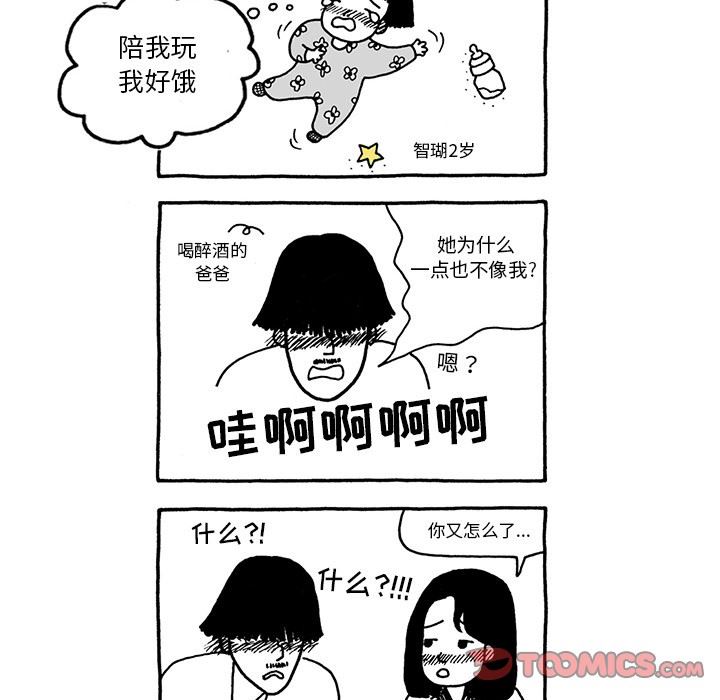 陪我玩
我好饿
智瑚2岁
喝醉酒的
爸爸
她为什么
一点也不像我?
嗯?
哇啊啊啊啊
什么?!
你又怎么了...
什么?!!!
TOOMICS.COM